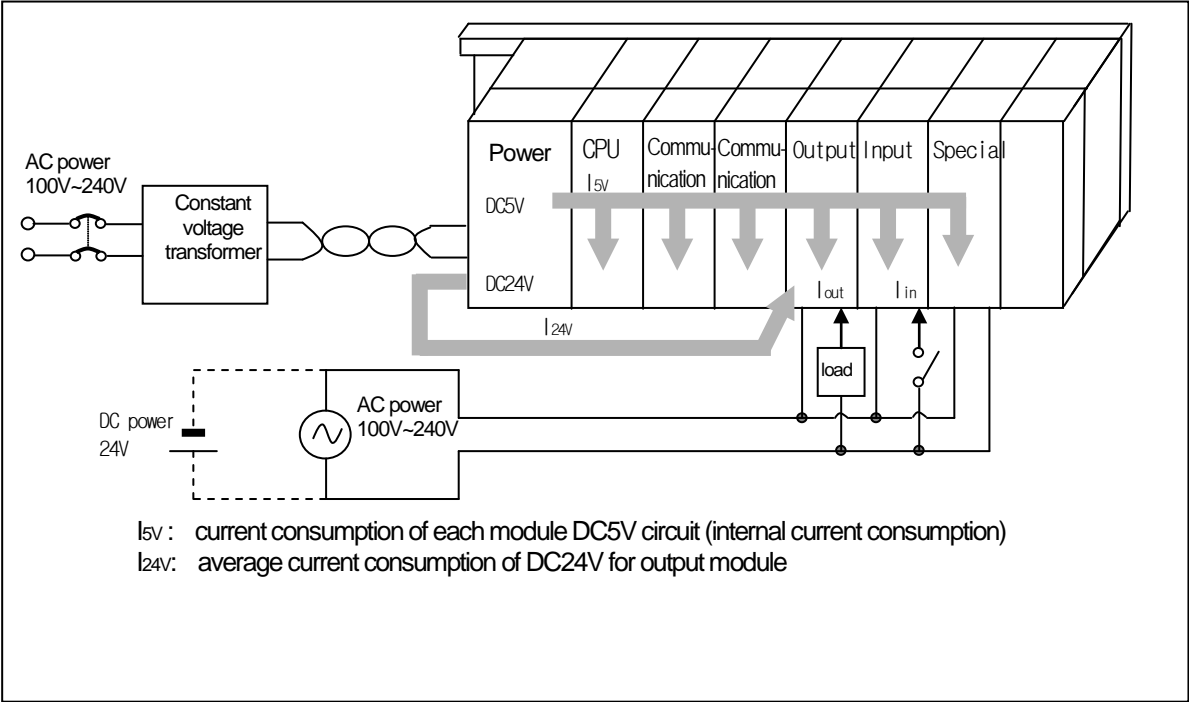 AC power
100V~240V
Constant
voltage
transformer
Power
DC5V
DC24V
CPU
I5V
Commu-
nication
Commu-
nication
Output
Input
Special
Iout
Iin
I24V
load
DC power
24V
AC power
100V~240V
I5V : current consumption of each module DC5V circuit (internal current consumption)
I24V: average current consumption of DC24V for output module